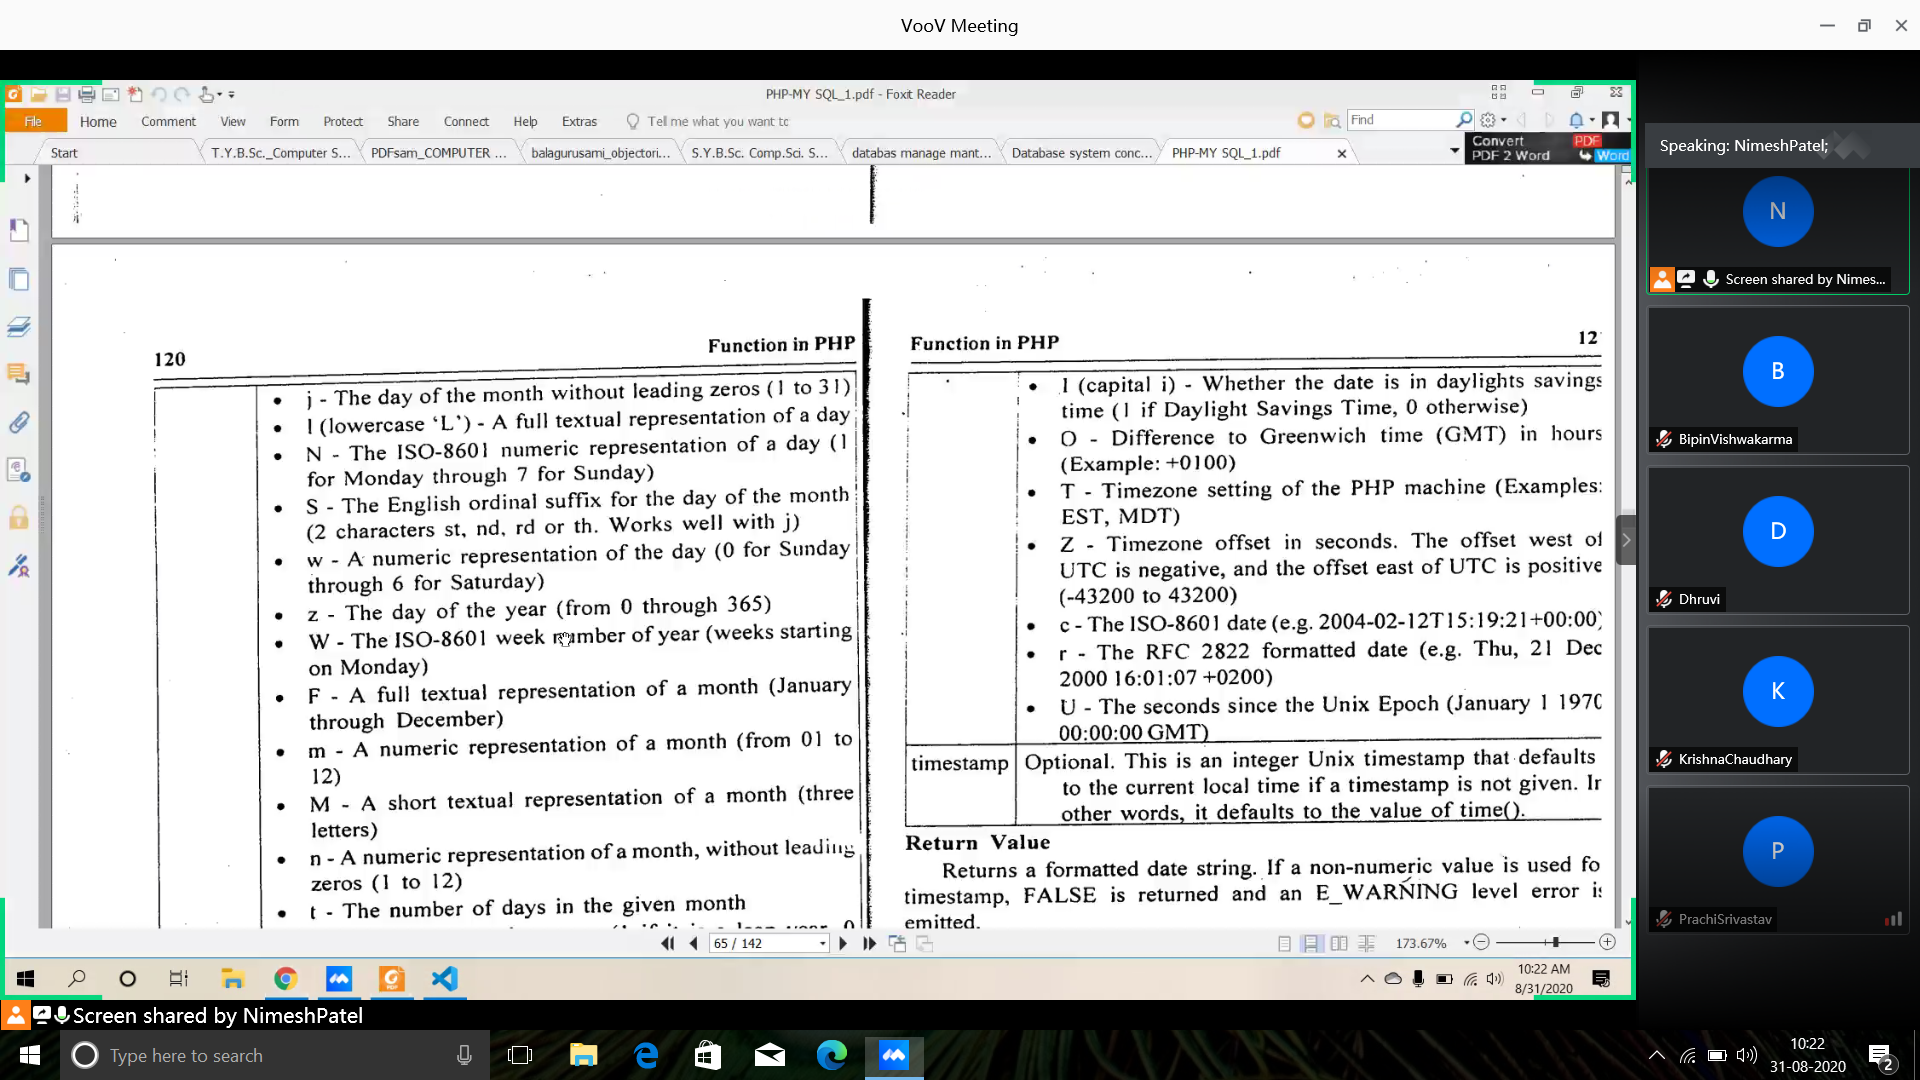 VooV Meeting
PHP-MY SQL_1.pdf - Foxit Reader
File Home Comment View Form Protect Share Connect Help Extras Tell me what you want tc Find
Start T.Y.B.Sc._Computer S... PDFsam_COMPUTER ... balagurusami_objectori... S.Y.B.Sc. Comp.Sci. S... databas manage mant... Database system conc... PHP-MY SQL_1.pdf
Convert PDF
PDF 2 Word Word
120 Function in PHP
j - The day of the month without leading zeros (1 to 31)
l (lowercase 'L') - A full textual representation of a day
N - The ISO-8601 numeric representation of a day (1
for Monday through 7 for Sunday)
S - The English ordinal suffix for the day of the month
(2 characters st, nd, rd or th. Works well with j)
w - A numeric representation of the day (0 for Sunday
through 6 for Saturday)
z - The day of the year (from 0 through 365)
W - The ISO-8601 week number of year (weeks starting
on Monday)
F - A full textual representation of a month (January
through December)
m - A numeric representation of a month (from 01 to
12)
M - A short textual representation of a month (three
letters)
n - A numeric representation of a month, without leading
zeros (1 to 12)
t - The number of days in the given month
Function in PHP 12
I (capital i) - Whether the date is in daylights savings
time (1 if Daylight Savings Time, 0 otherwise)
O - Difference to Greenwich time (GMT) in hours
(Example: +0100)
T - Timezone setting of the PHP machine (Examples:
EST, MDT)
Z - Timezone offset in seconds. The offset west of
UTC is negative, and the offset east of UTC is positive
(-43200 to 43200)
c - The ISO-8601 date (e.g. 2004-02-12T15:19:21+00:00)
r - The RFC 2822 formatted date (e.g. Thu, 21 Dec
2000 16:01:07 +0200)
U - The seconds since the Unix Epoch (January 1 1970
00:00:00 GMT)
timestamp Optional. This is an integer Unix timestamp that defaults
to the current local time if a timestamp is not given. In
other words, it defaults to the value of time().
Return Value
Returns a formatted date string. If a non-numeric value is used fo
timestamp, FALSE is returned and an E_WARNING level error is
emitted.
65 / 142
173.67%
10:22 AM
8/31/2020
Speaking: NimeshPatel;
N
Screen shared by Nimes...
B
BipinVishwakarma
D
Dhruvi
K
KrishnaChaudhary
P
PrachiSrivastav
Screen shared by NimeshPatel
Type here to search
10:22
31-08-2020
2